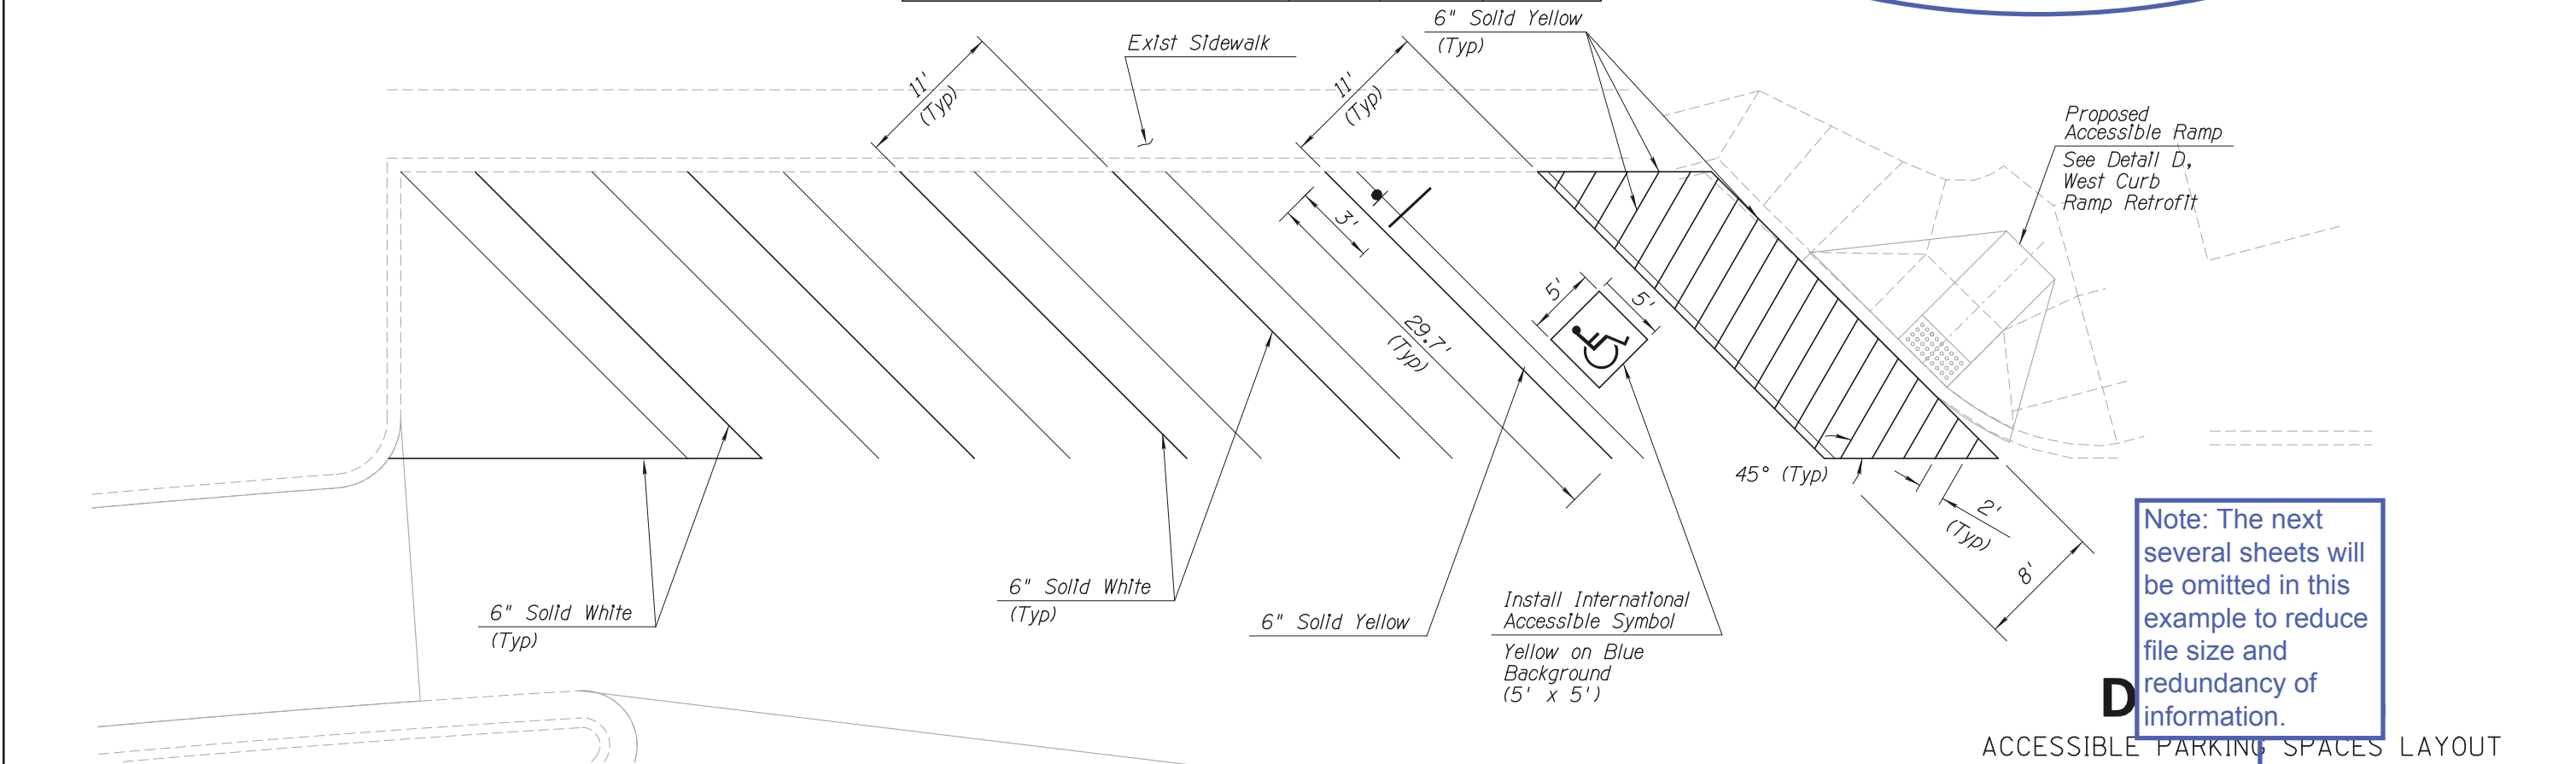 6" Solid Yellow
(Typ)
Exist Sidewalk
11'
(Typ)
11'
(Typ)
Proposed
Accessible Ramp
See Detail D,
West Curb
Ramp Retrofit
3'
29.7'
(Typ)
5'
5'
45° (Typ)
2'
(Typ)
8'
6" Solid White
(Typ)
6" Solid White
(Typ)
6" Solid Yellow
Install International
Accessible Symbol
Yellow on Blue
Background
(5' x 5')
Note: The next
several sheets will
be omitted in this
example to reduce
file size and
redundancy of
information.
D
ACCESSIBLE PARKING SPACES LAYOUT